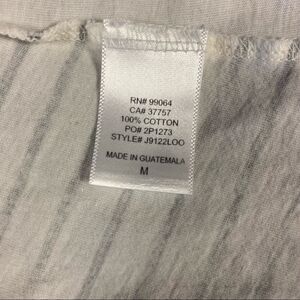 RN# 99064
CA# 37757
100% COTTON
PO# 2P1273
STYLE# J9122LOO
MADE IN GUATEMALA
M